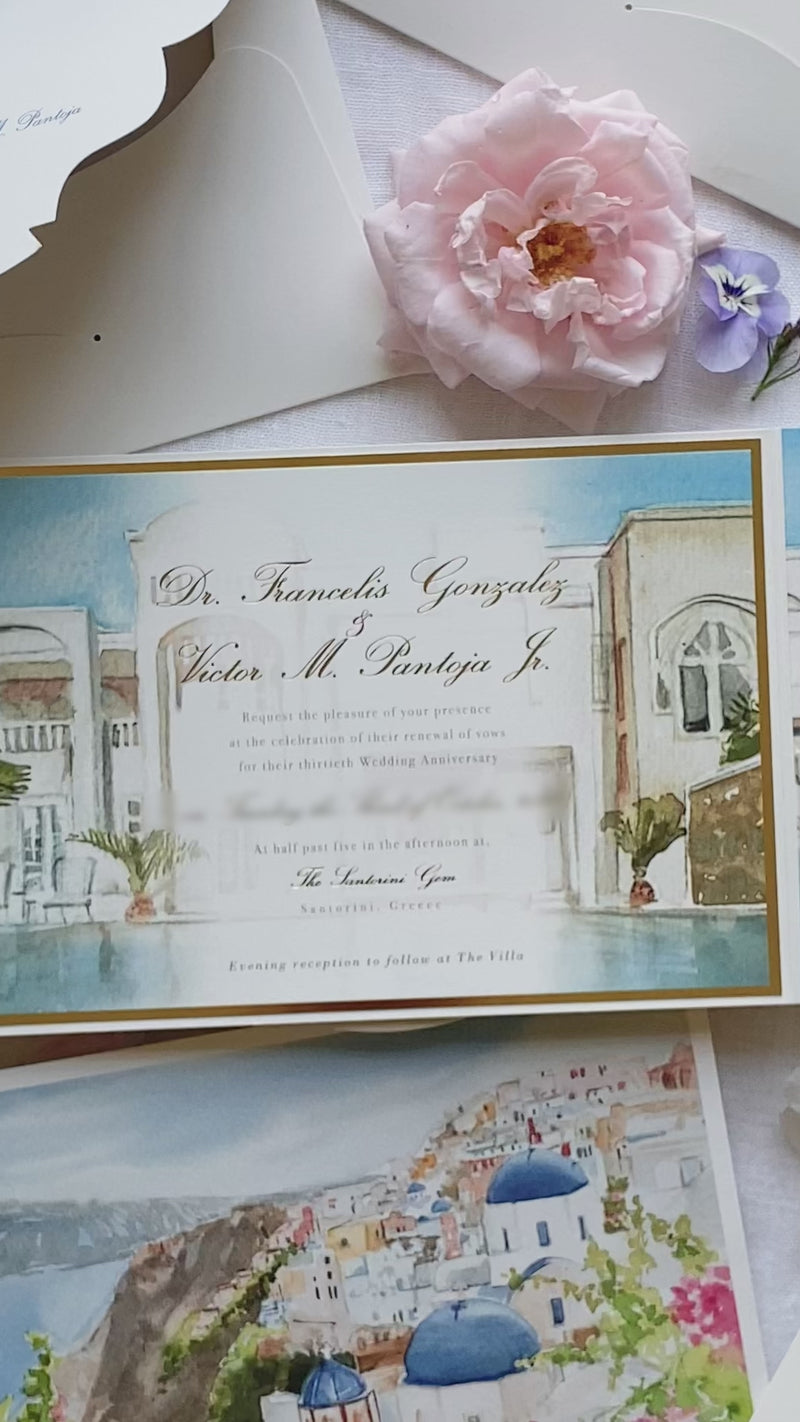 M. Pantoja
Dr. Francelis Gonzalez
&
Victor M. Pantoja Jr.
Request the pleasure of your presence
at the celebration of their renewal of vows
for their thirtieth Wedding Anniversary
At half past five in the afternoon at,
The Santorini Gem
Santorini, Greece
Evening reception to follow at The Villa